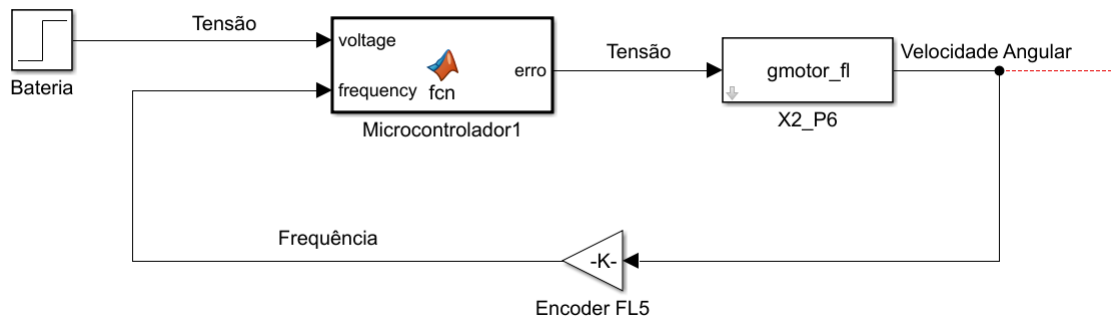 Tensão
Bateria
voltage
frequency
fcn
erro
Microcontrolador1
Tensão
gmotor_fl
X2_P6
Velocidade Angular
Frequência
-K-
Encoder FL5